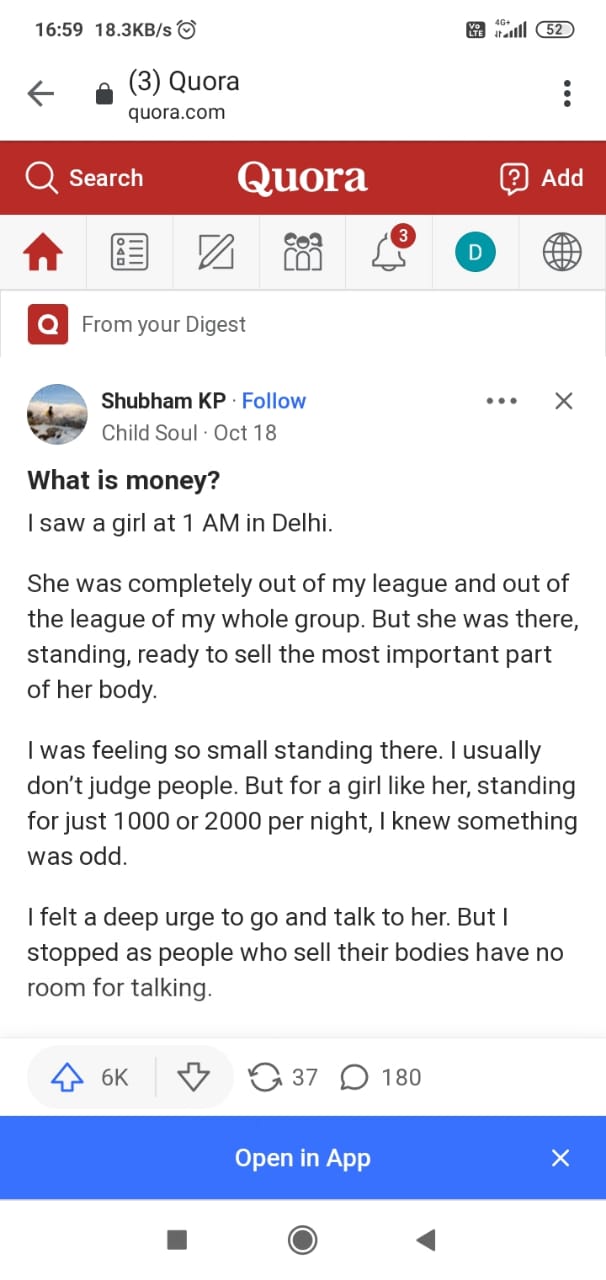 16:59 18.3KB/s
Vo LTE 4G+ 52
(3) Quora
quora.com
Search Quora Add
3
D
Q From your Digest
Shubham KP · Follow
Child Soul · Oct 18
What is money?
I saw a girl at 1 AM in Delhi.
She was completely out of my league and out of
the league of my whole group. But she was there,
standing, ready to sell the most important part
of her body.
I was feeling so small standing there. I usually
don’t judge people. But for a girl like her, standing
for just 1000 or 2000 per night, I knew something
was odd.
I felt a deep urge to go and talk to her. But I
stopped as people who sell their bodies have no
room for talking.
6K 37 180
Open in App